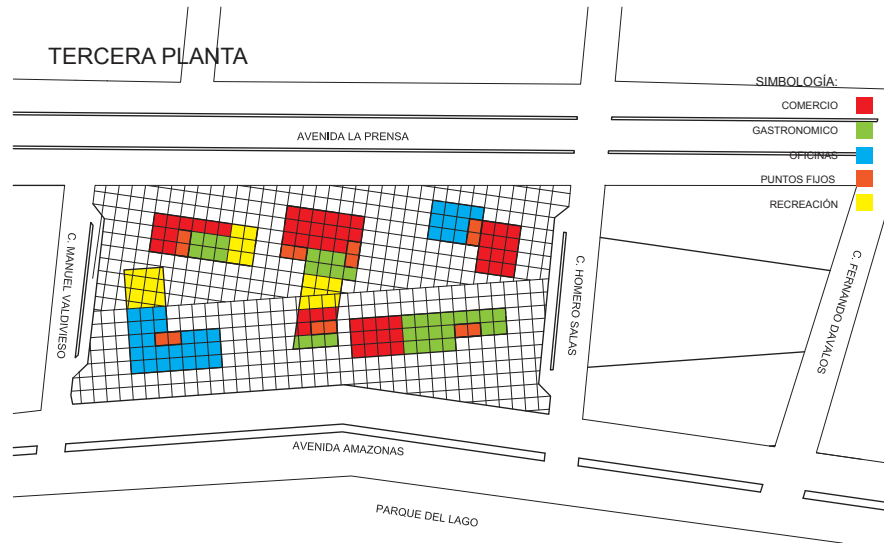 TERCERA PLANTA
SIMBOLOGÍA:
COMERCIO
GASTRONOMICO
OFICINAS
PUNTOS FIJOS
RECREACIÓN
AVENIDA LA PRENSA
C. MANUEL VALDIVIESO
C. HOMERO SALAS
C. FERNANDO DAVALOS
AVENIDA AMAZONAS
PARQUE DEL LAGO